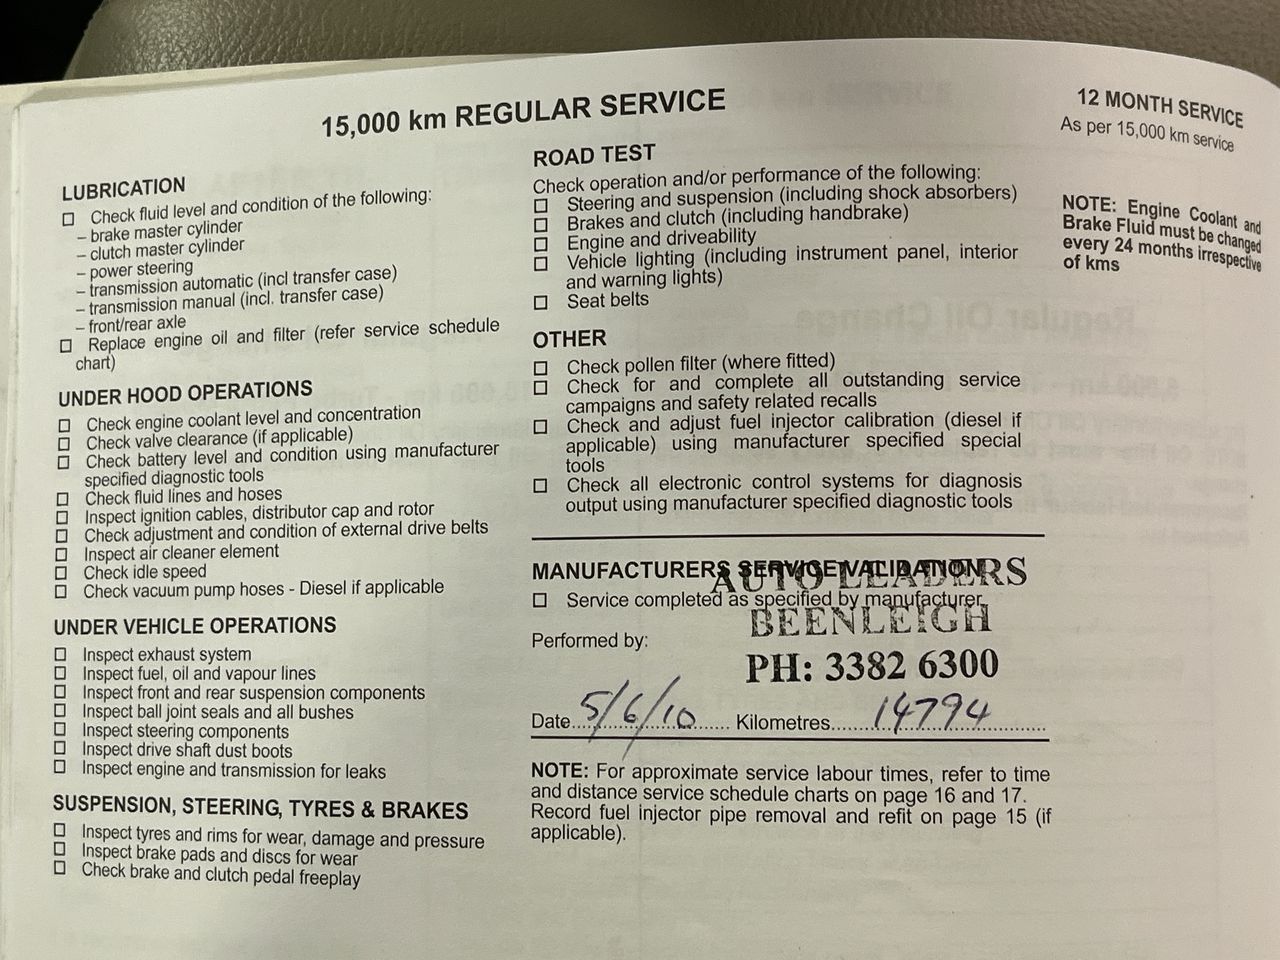 15,000 km REGULAR SERVICE
LUBRICATION
Check fluid level and condition of the following:
– brake master cylinder
– clutch master cylinder
– power steering
– transmission automatic (incl transfer case)
– transmission manual (incl. transfer case)
– front/rear axle
Replace engine oil and filter (refer service schedule
chart)
UNDER HOOD OPERATIONS
Check engine coolant level and concentration
Check valve clearance (if applicable)
Check battery level and condition using manufacturer
specified diagnostic tools
Check fluid lines and hoses
Inspect ignition cables, distributor cap and rotor
Check adjustment and condition of external drive belts
Inspect air cleaner element
Check idle speed
Check vacuum pump hoses - Diesel if applicable
UNDER VEHICLE OPERATIONS
Inspect exhaust system
Inspect fuel, oil and vapour lines
Inspect front and rear suspension components
Inspect ball joint seals and all bushes
Inspect steering components
Inspect drive shaft dust boots
Inspect engine and transmission for leaks
SUSPENSION, STEERING, TYRES & BRAKES
Inspect tyres and rims for wear, damage and pressure
Inspect brake pads and discs for wear
Check brake and clutch pedal freeplay
ROAD TEST
Check operation and/or performance of the following:
Steering and suspension (including shock absorbers)
Brakes and clutch (including handbrake)
Engine and driveability
Vehicle lighting (including instrument panel, interior
and warning lights)
Seat belts
OTHER
Check pollen filter (where fitted)
Check for and complete all outstanding service
campaigns and safety related recalls
Check and adjust fuel injector calibration (diesel if
applicable) using manufacturer specified special
tools
Check all electronic control systems for diagnosis
output using manufacturer specified diagnostic tools
MANUFACTURERS SERVICE VALIDATION
AUTO LEADERS
Service completed as specified by manufacturer
BEENLEIGH
Performed by:
PH: 3382 6300
Date 5/6/10 Kilometres 14794
NOTE: For approximate service labour times, refer to time
and distance service schedule charts on page 16 and 17.
Record fuel injector pipe removal and refit on page 15 (if
applicable).
12 MONTH SERVICE
As per 15,000 km service
NOTE: Engine Coolant and
Brake Fluid must be changed
every 24 months irrespective
of kms